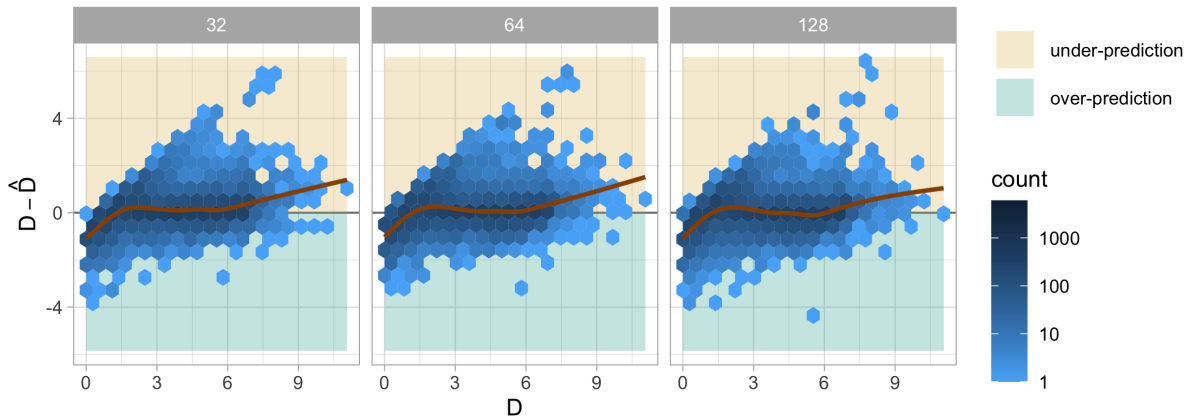 32
64
128
4
0
-4
D − D̂
0 3 6 9
0 3 6 9
0 3 6 9
D
under-prediction
over-prediction
count
1000
100
10
1